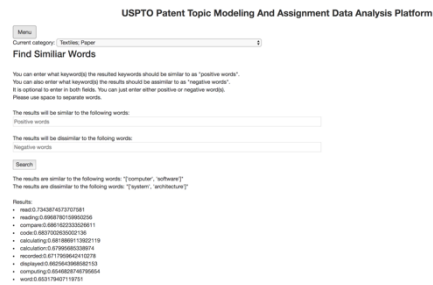 USPTO Patent Topic Modeling And Assignment Data Analysis Platform
Menu
Current category: Textiles; Paper
Find Similiar Words
You can enter what keyword(s) the resulted keywords should be similar to as "positive words".
You can also enter what keyword(s) the results should be assimilar to as "negative words".
It is optional to enter in both fields. You can just enter either positive or negative word(s).
Please use space to separate words.
The results will be similar to the following words:
Positive words
The results will be dissimilar to the folloing words:
Negative words
Search
The results are similar to the following words: "['computer', 'software']"
The results are dissimilar to the folloing words: "['system', 'architecture']"
Results:
• read:0.7343874573707581
• reading:0.6968780159950256
• compare:0.6861622333526611
• code:0.6837002635002136
• calculating:0.6818869113922119
• calculation:0.67995685338974
• recorded:0.6717959642410278
• displayed:0.6625643968582153
• computing:0.6546828746795654
• word:0.653179407119751